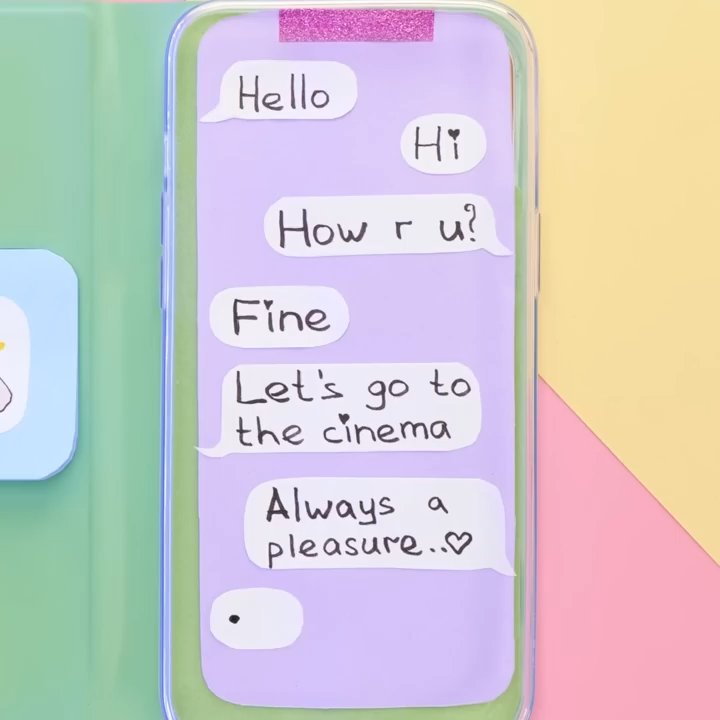 Hello
Hi
How r u?
Fine
Let's go to
the cinema
Always a
pleasure..♡
.